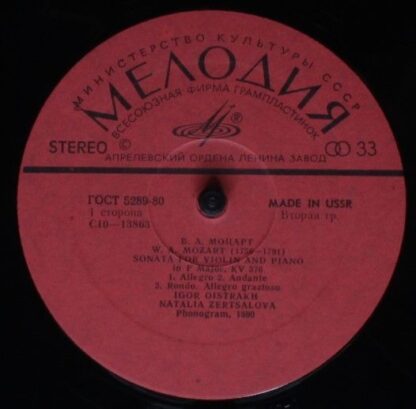 МИНИСТЕРСТВО КУЛЬТУРЫ СССР
МЕЛОДИЯ
ВСЕСОЮЗНАЯ ФИРМА ГРАМПЛАСТИНОК
STEREO © 33
АПРЕЛЕВСКИЙ ОРДЕНА ЛЕНИНА ЗАВОД
ГОСТ 5289-80 MADE IN USSR
1 сторона Вторая гр.
С10—13863
В. А. МОЦАРТ
W. A. MOZART (1756—1791)
SONATA FOR VIOLIN AND PIANO
in F Major, KV 376
1. Allegro 2. Andante
3. Rondo. Allegro grazioso
IGOR OISTRAKH
NATALIA ZERTSALOVA
Phonogram, 1980